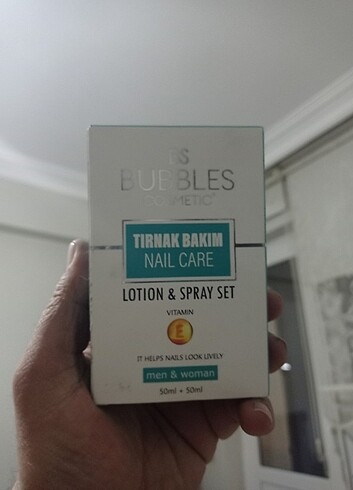 BUBBLES
COSMETIC
TIRNAK BAKIM
NAIL CARE
LOTION & SPRAY SET
VITAMIN
E
IT HELPS NAILS LOOK LIVELY
men & woman
50ml + 50ml